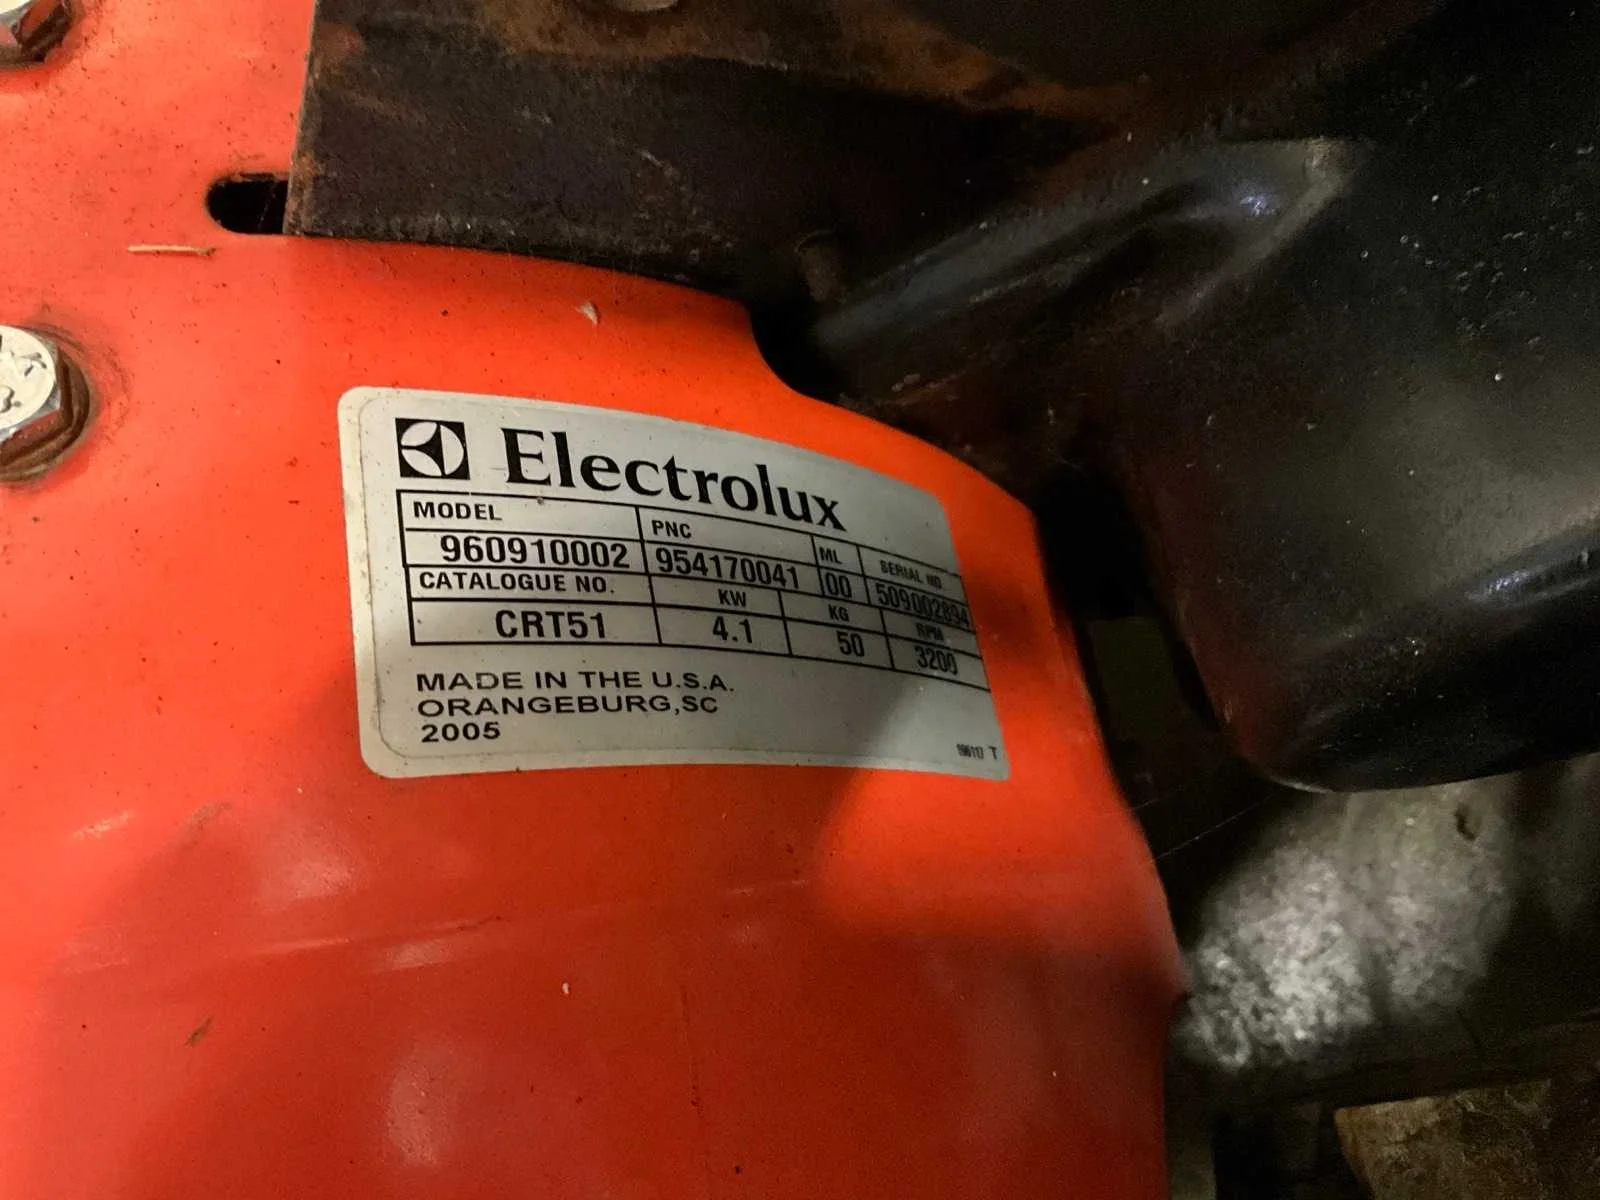 Electrolux
MODEL PNC ML SERIAL NO.
960910002 954170041 00 509002894
CATALOGUE NO. KW KG RPM
CRT51 4.1 50 3200
MADE IN THE U.S.A.
ORANGEBURG,SC
2005
T